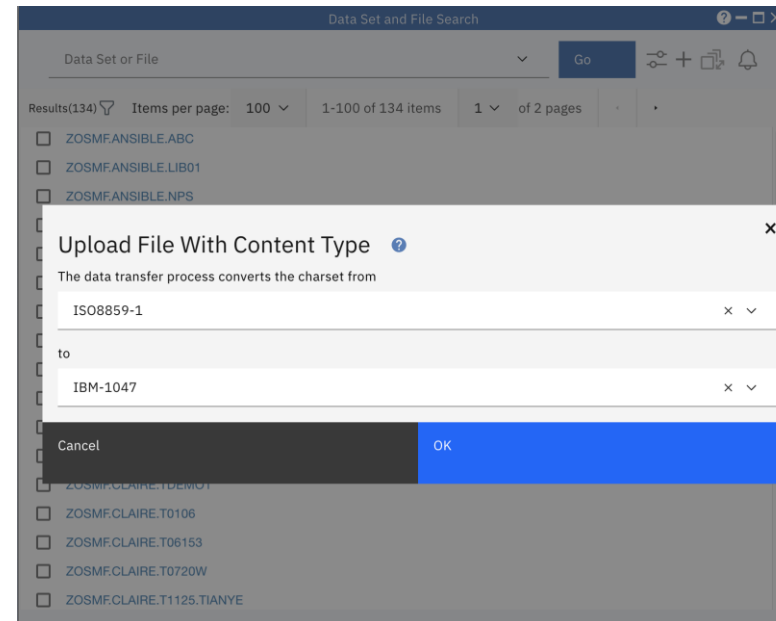 Data Set and File Search
Data Set or File Go
Results(134) Items per page: 100 1-100 of 134 items 1 of 2 pages
ZOSMF.ANSIBLE.ABC
ZOSMF.ANSIBLE.LIB01
ZOSMF.ANSIBLE.NPS
Upload File With Content Type
The data transfer process converts the charset from
ISO8859-1
to
IBM-1047
Cancel OK
ZOSMF.CLAIRE.TDEMO1
ZOSMF.CLAIRE.T0106
ZOSMF.CLAIRE.T06153
ZOSMF.CLAIRE.T0720W
ZOSMF.CLAIRE.T1125.TIANYE